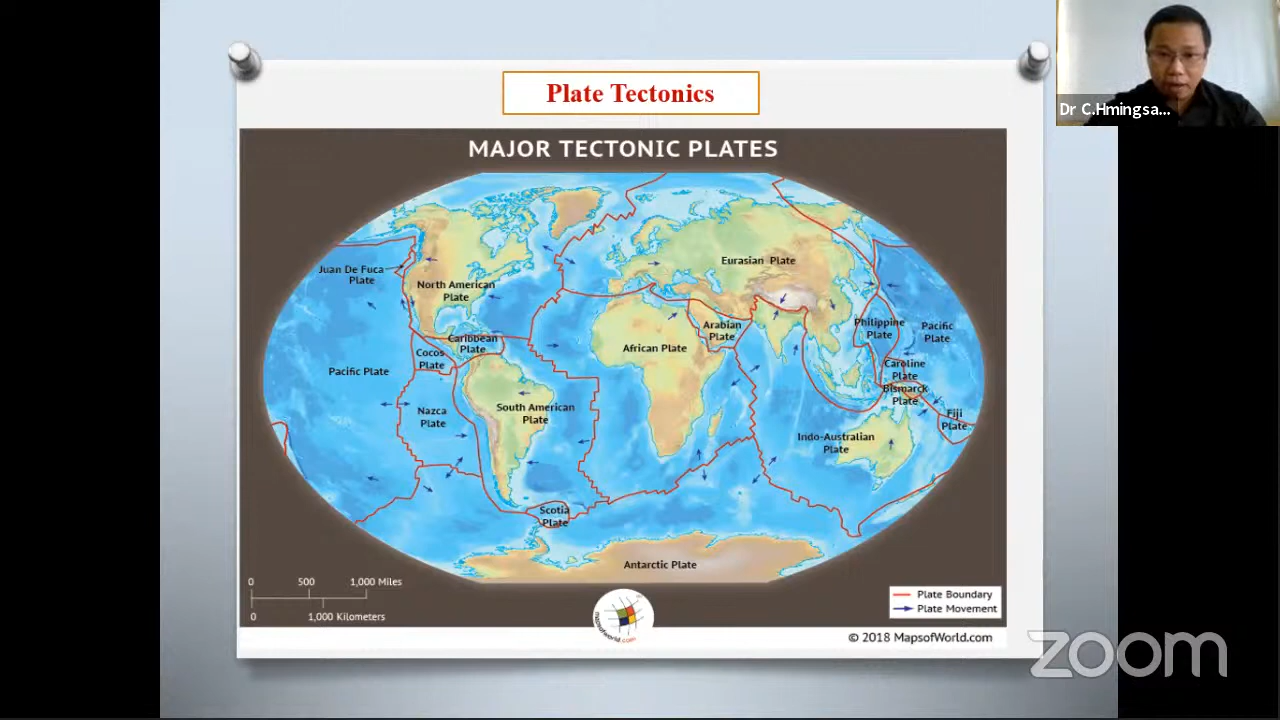 Plate Tectonics
Dr C.Hmingsa...
MAJOR TECTONIC PLATES
Juan De Fuca
Plate
North American
Plate
Eurasian Plate
Caribbean
Plate
Cocos
Plate
Arabian
Plate
African Plate
Philippine
Plate
Pacific
Plate
Pacific Plate
Caroline
Plate
Bismarck
Plate
Nazca
Plate
South American
Plate
Fiji
Plate
Indo-Australian
Plate
Scotia
Plate
Antarctic Plate
0 500 1,000 Miles
0 1,000 Kilometers
Plate Boundary
Plate Movement
mapsofworld.com
© 2018 MapsofWorld.com
zoom